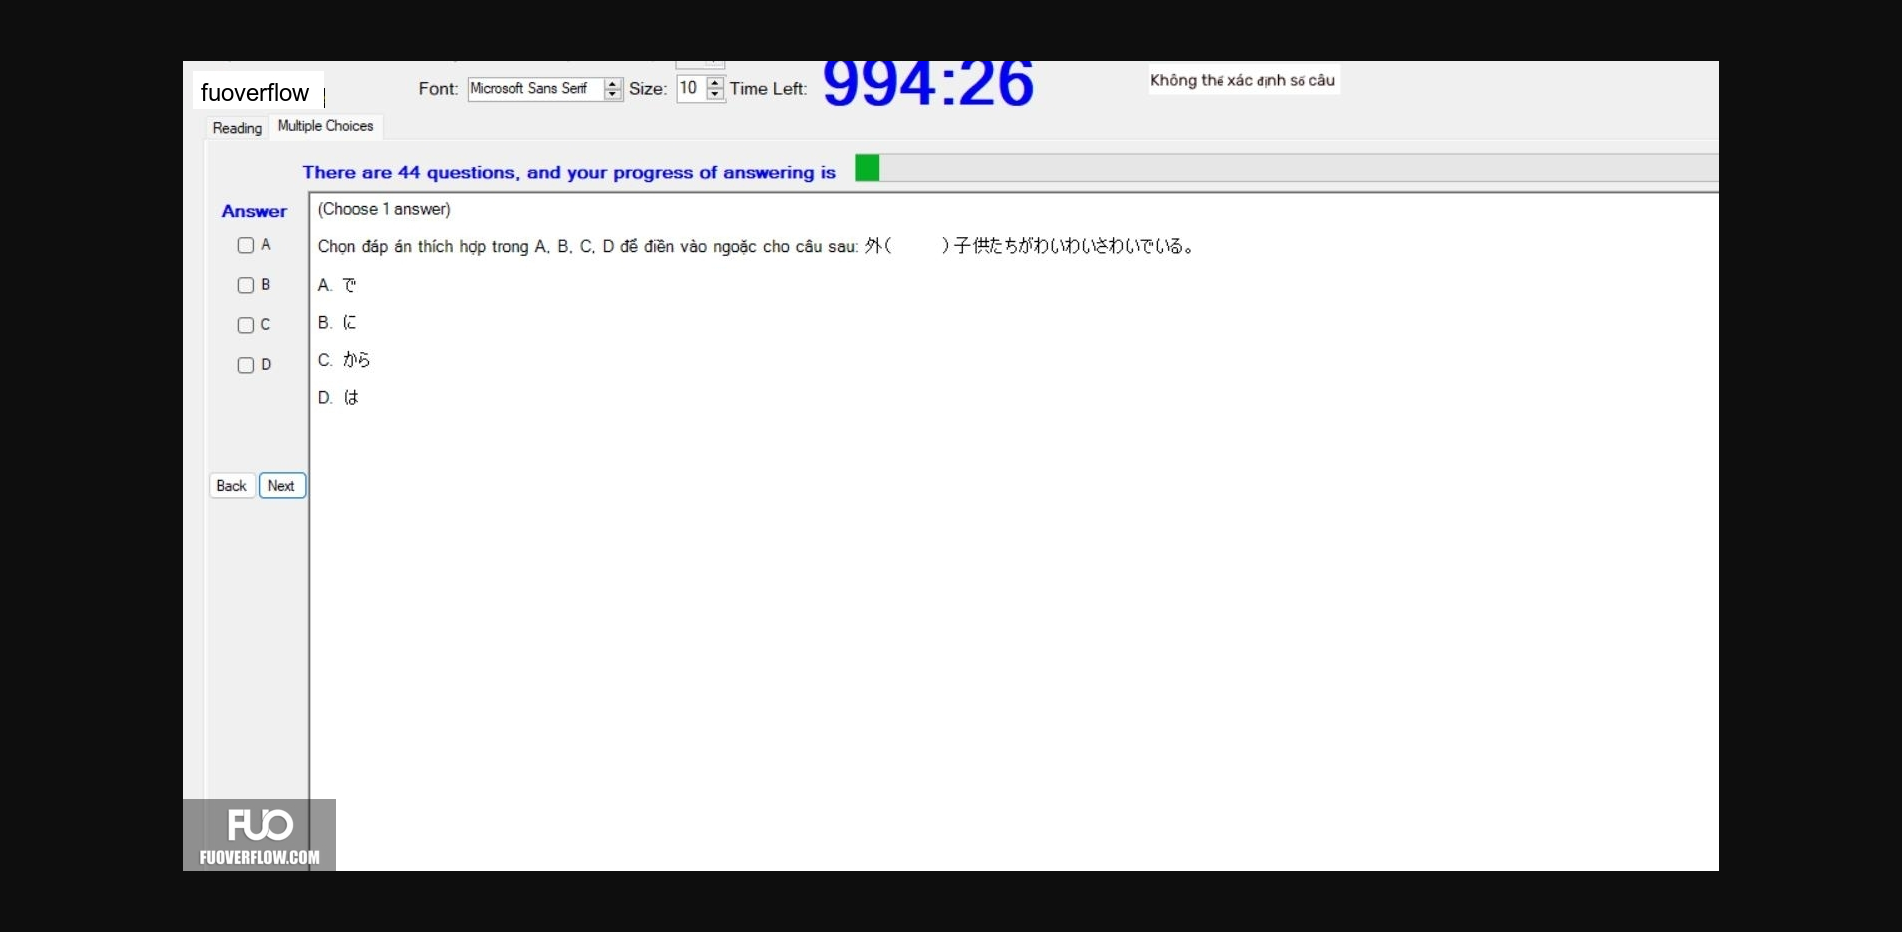 fuoverflow
Font: Microsoft Sans Serif Size: 10 Time Left: 994:26
Không thể xác định số câu
Reading Multiple Choices
There are 44 questions, and your progress of answering is
Answer
(Choose 1 answer)
A
Chọn đáp án thích hợp trong A, B, C, D để điền vào ngoặc cho câu sau: 外( )子供たちがわいわいさわいでいる。
B
A. で
C
B. に
D
C. から
D. は
Back Next
FUO
FUOVERFLOW.COM